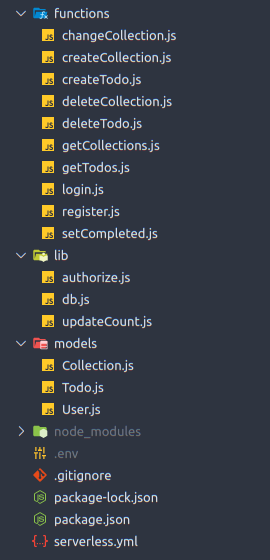 functions
changeCollection.js
createCollection.js
createTodo.js
deleteCollection.js
deleteTodo.js
getCollections.js
getTodos.js
login.js
register.js
setCompleted.js
lib
authorize.js
db.js
updateCount.js
models
Collection.js
Todo.js
User.js
node_modules
.env
.gitignore
package-lock.json
package.json
serverless.yml